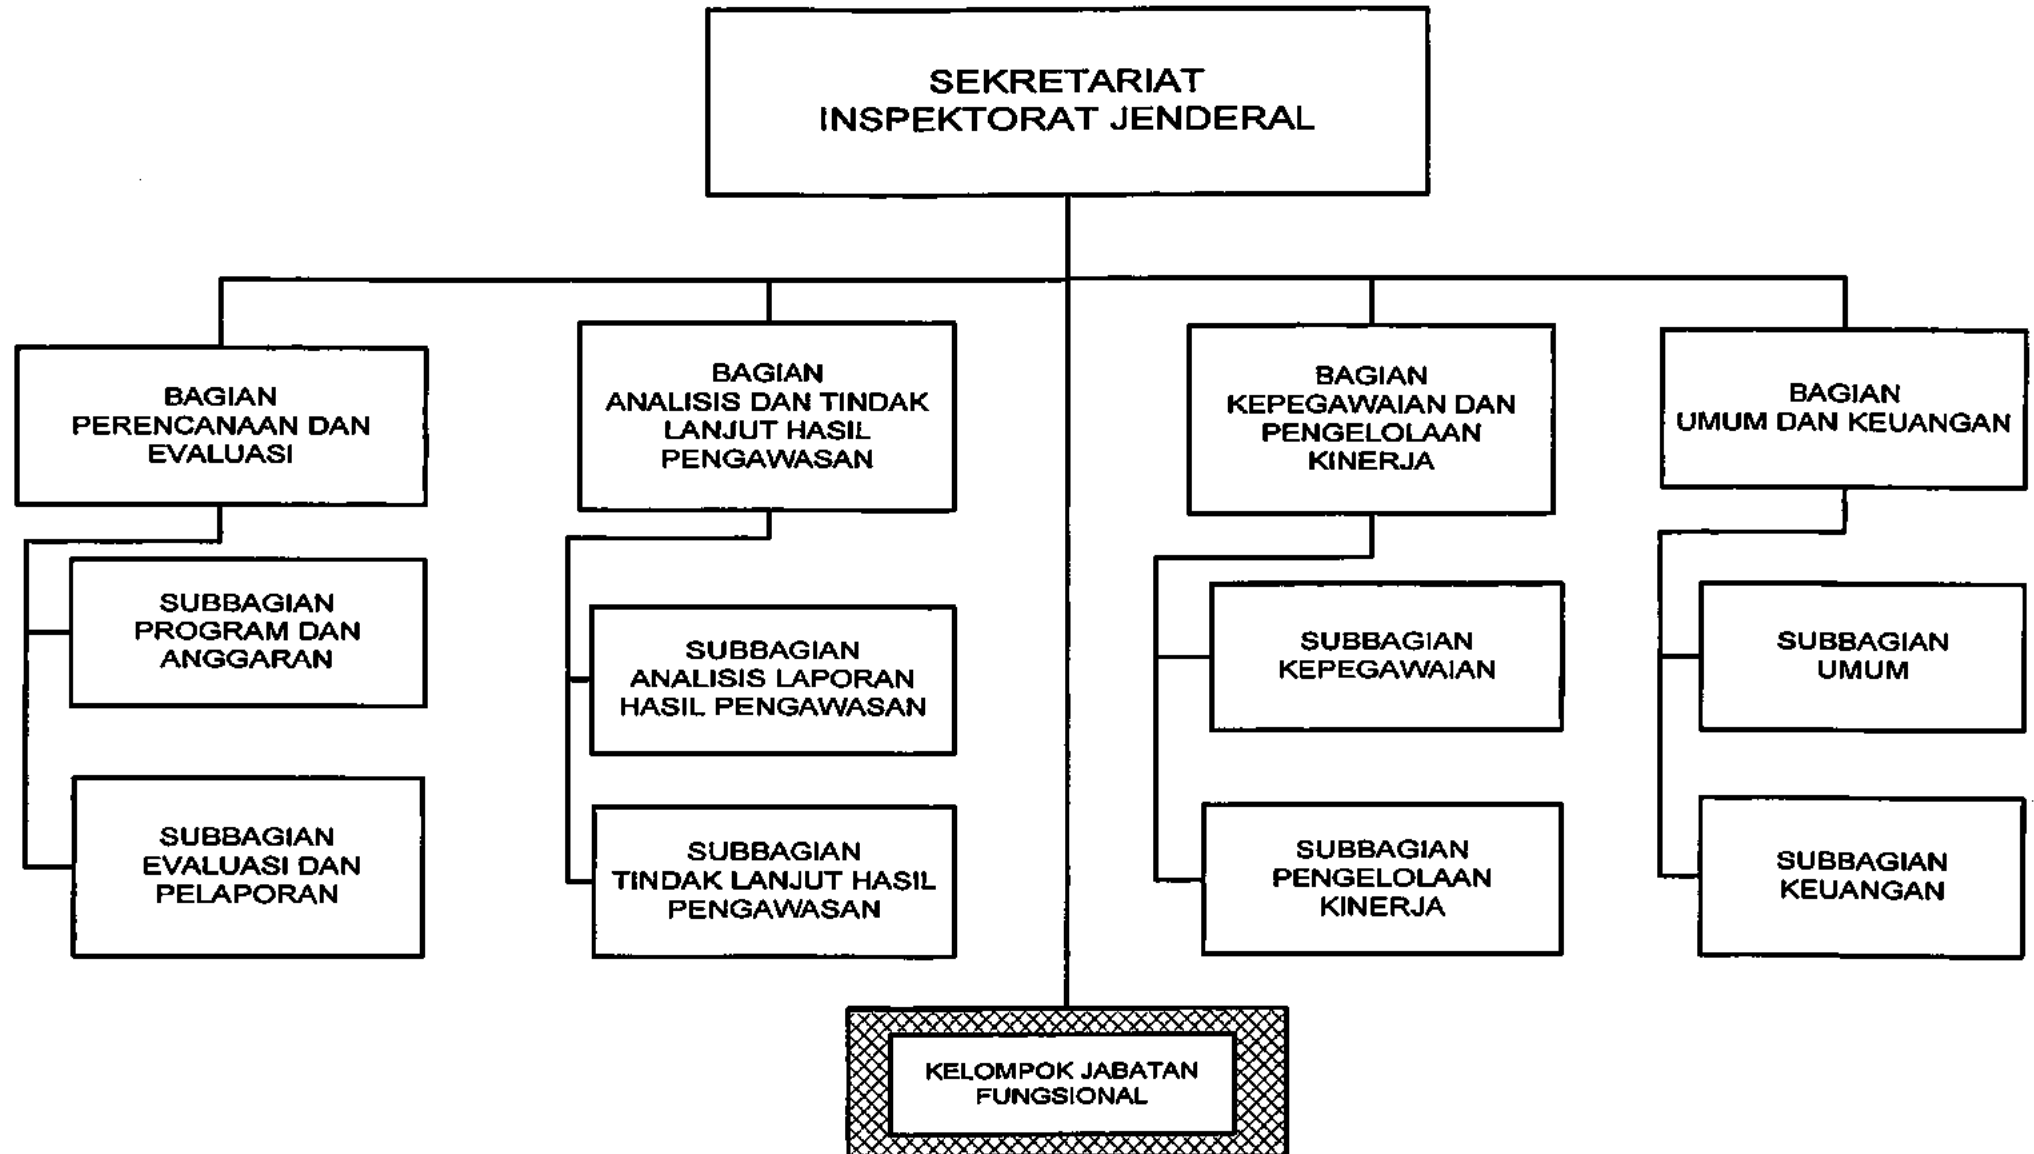 SEKRETARIAT
INSPEKTORAT JENDERAL
BAGIAN
PERENCANAAN DAN
EVALUASI
BAGIAN
ANALISIS DAN TINDAK
LANJUT HASIL
PENGAWASAN
BAGIAN
KEPEGAWAIAN DAN
PENGELOLAAN
KINERJA
BAGIAN
UMUM DAN KEUANGAN
SUBBAGIAN
PROGRAM DAN
ANGGARAN
SUBBAGIAN
ANALISIS LAPORAN
HASIL PENGAWASAN
SUBBAGIAN
KEPEGAWAIAN
SUBBAGIAN
UMUM
SUBBAGIAN
EVALUASI DAN
PELAPORAN
SUBBAGIAN
TINDAK LANJUT HASIL
PENGAWASAN
SUBBAGIAN
PENGELOLAAN
KINERJA
SUBBAGIAN
KEUANGAN
KELOMPOK JABATAN
FUNGSIONAL